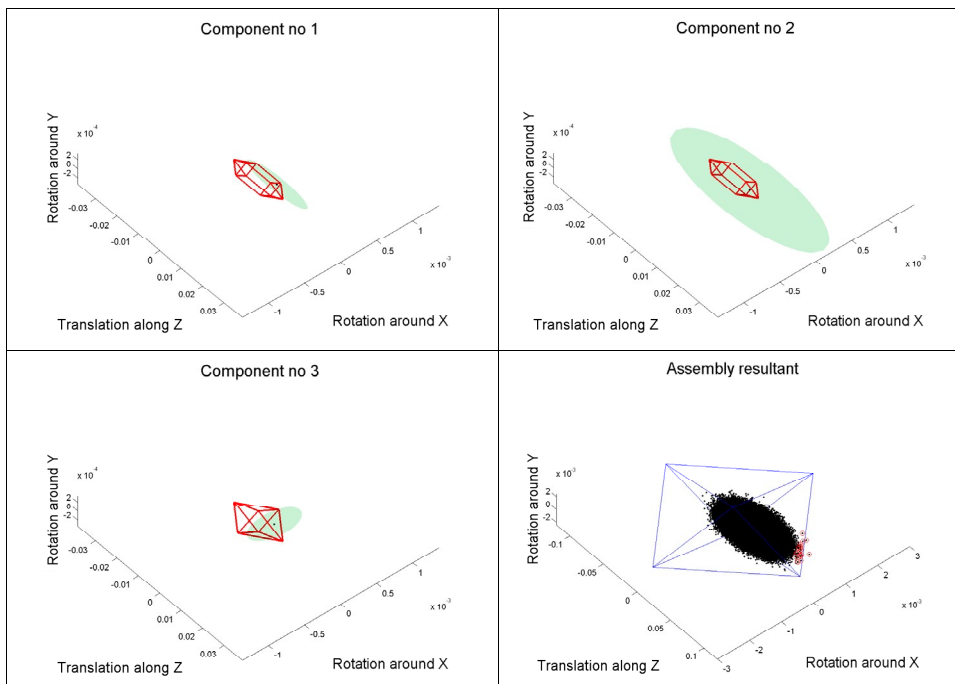 Component no 1
Rotation around Y
x 10^-4
2
0
-2
-0.03
-0.02
-0.01
0
0.01
0.02
0.03
Translation along Z
-1
-0.5
0
0.5
1
x 10^-3
Rotation around X
Component no 2
Rotation around Y
x 10^-4
2
0
-2
-0.03
-0.02
-0.01
0
0.01
0.02
0.03
Translation along Z
-1
-0.5
0
0.5
1
x 10^-3
Rotation around X
Component no 3
Rotation around Y
x 10^-4
2
0
-2
-0.03
-0.02
-0.01
0
0.01
0.02
0.03
Translation along Z
-1
-0.5
0
0.5
1
x 10^-3
Rotation around X
Assembly resultant
Rotation around Y
x 10^-3
2
0
-2
-0.1
-0.05
0
0.05
0.1
Translation along Z
-3
-2
-1
0
1
2
3
x 10^-3
Rotation around X